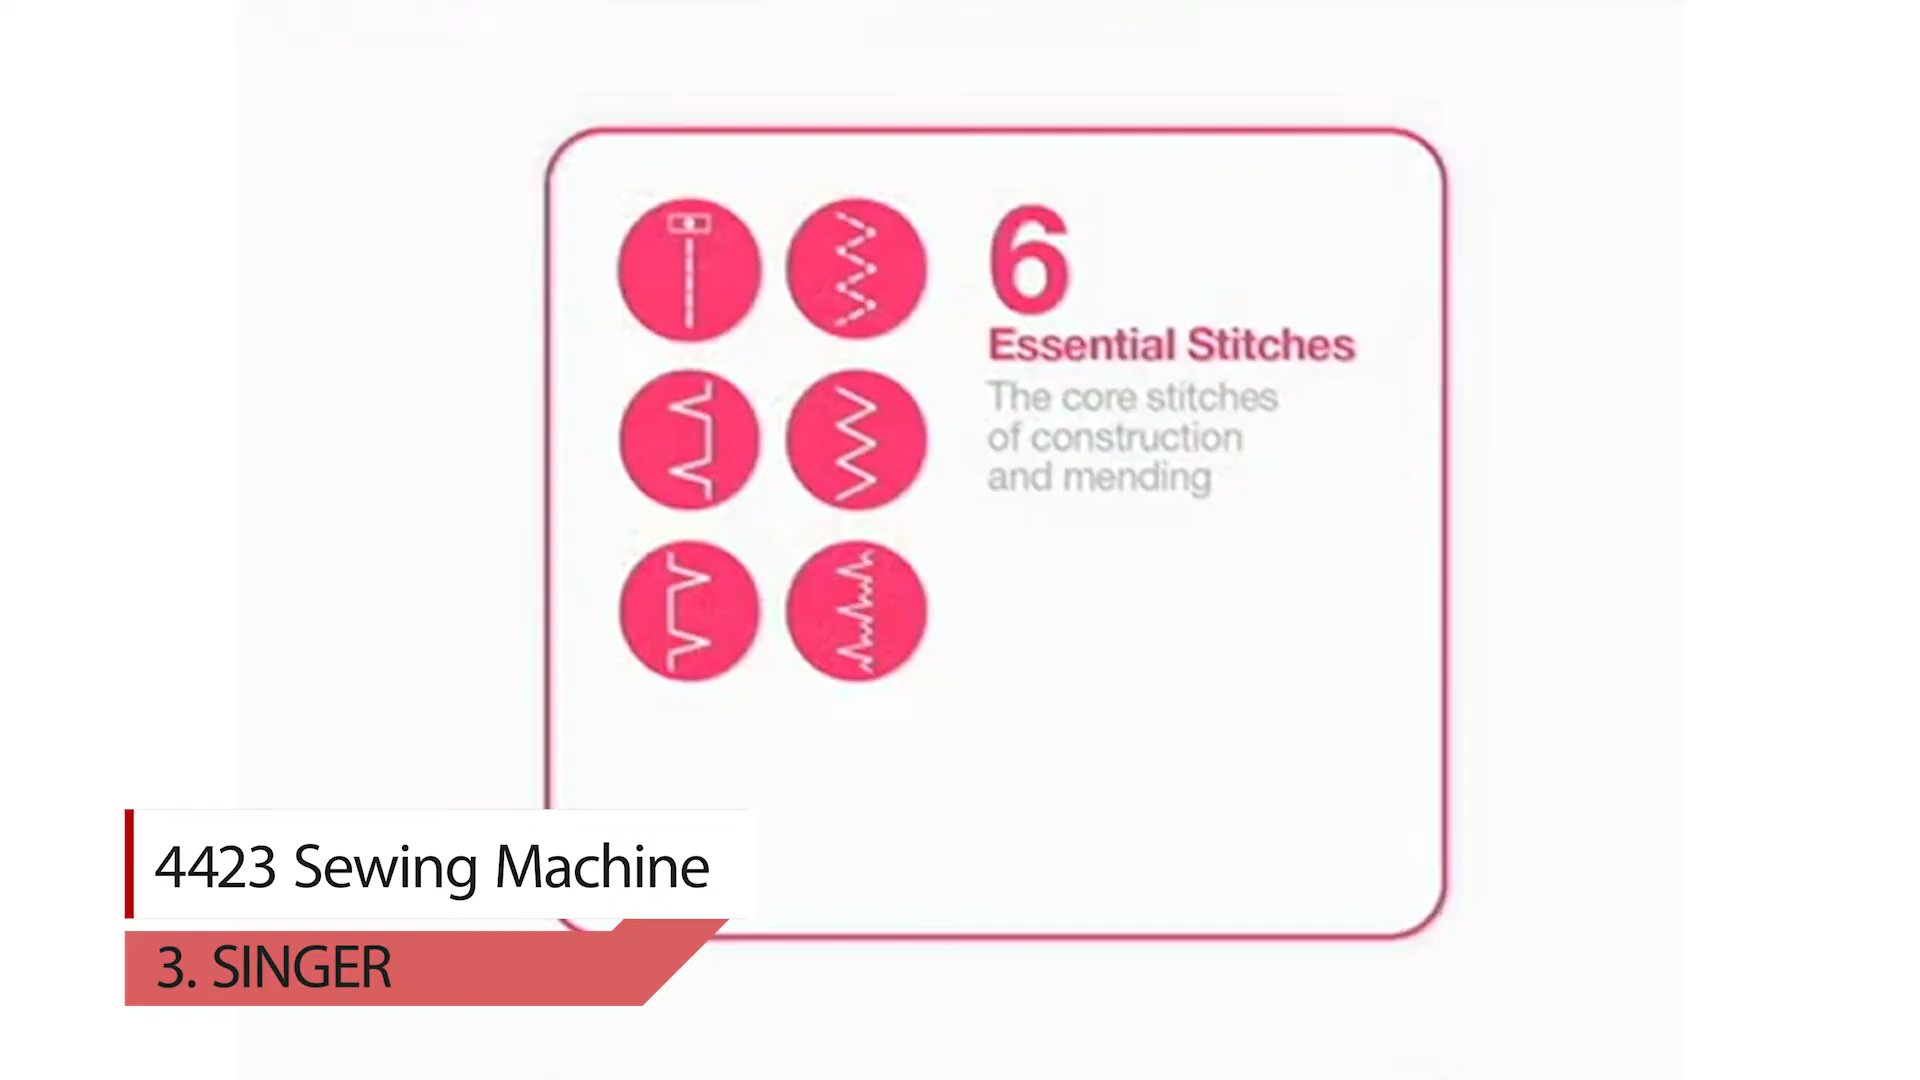 6
Essential Stitches
The core stitches
of construction
and mending
4423 Sewing Machine
3. SINGER